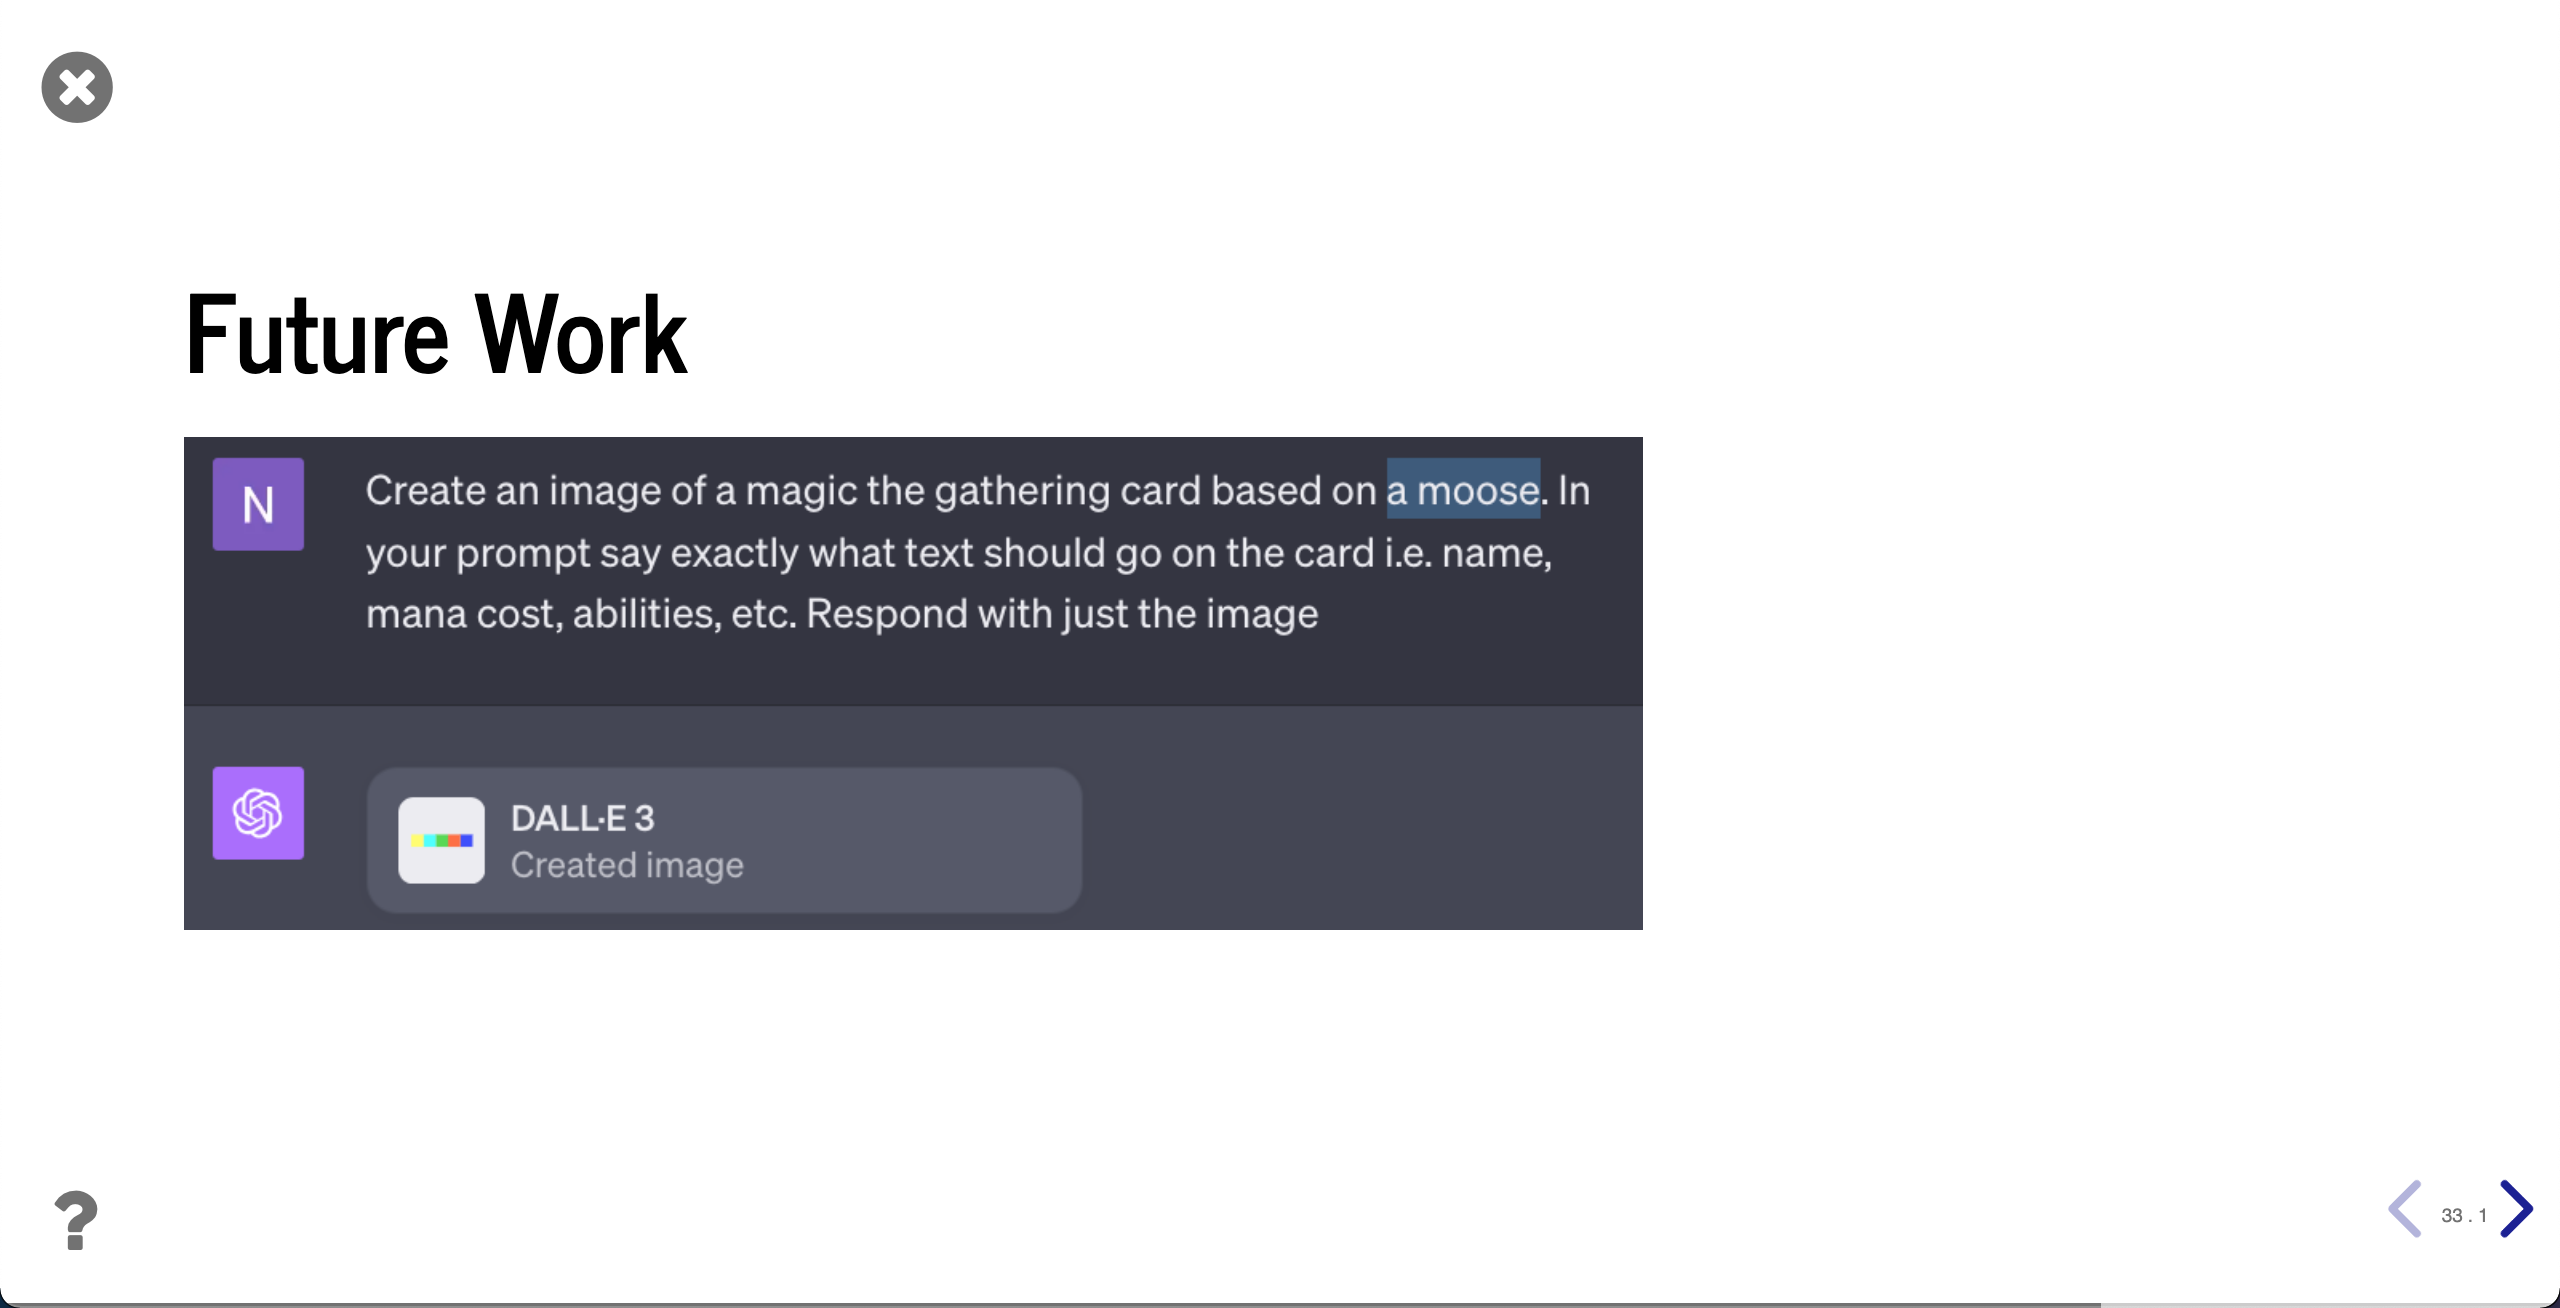 Future Work
N
Create an image of a magic the gathering card based on a moose. In
your prompt say exactly what text should go on the card i.e. name,
mana cost, abilities, etc. Respond with just the image
DALL·E 3
Created image
?
33 . 1